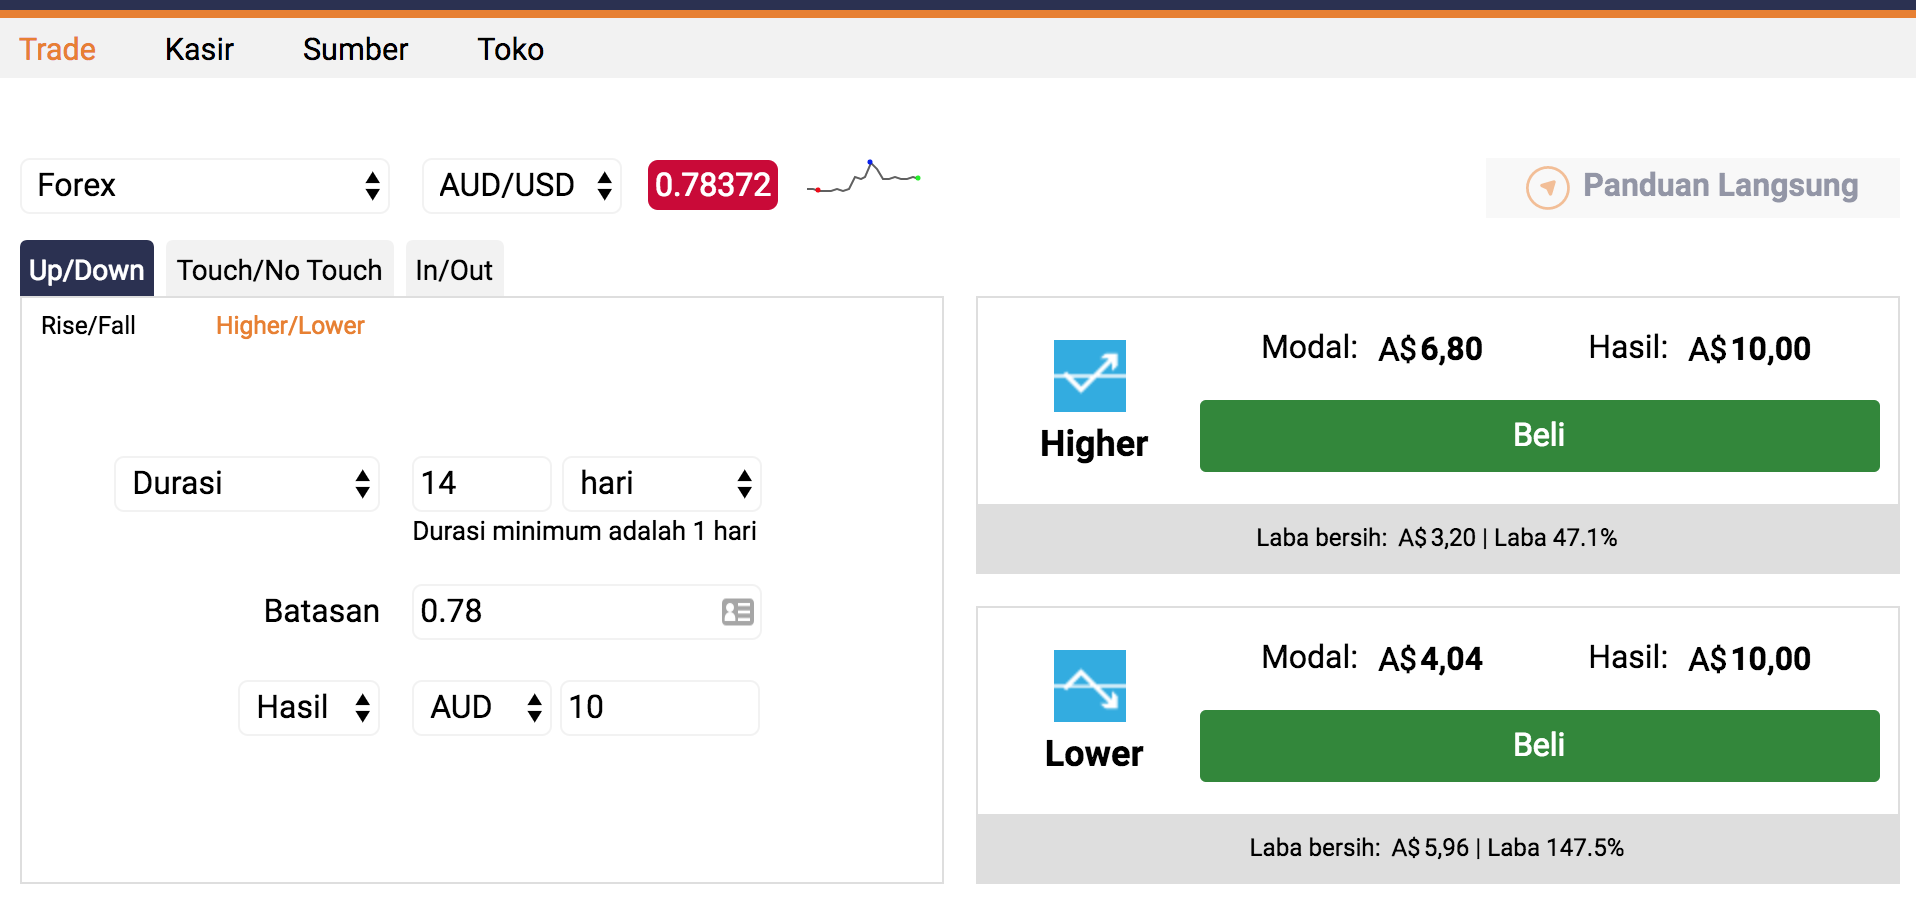 Trade Kasir Sumber Toko
Forex AUD/USD 0.78372 Panduan Langsung
Up/Down Touch/No Touch In/Out
Rise/Fall Higher/Lower
Durasi 14 hari
Durasi minimum adalah 1 hari
Batasan 0.78
Hasil AUD 10
Modal: A$6,80 Hasil: A$10,00
Higher
Beli
Laba bersih: A$3,20 | Laba 47.1%
Modal: A$4,04 Hasil: A$10,00
Lower
Beli
Laba bersih: A$5,96 | Laba 147.5%